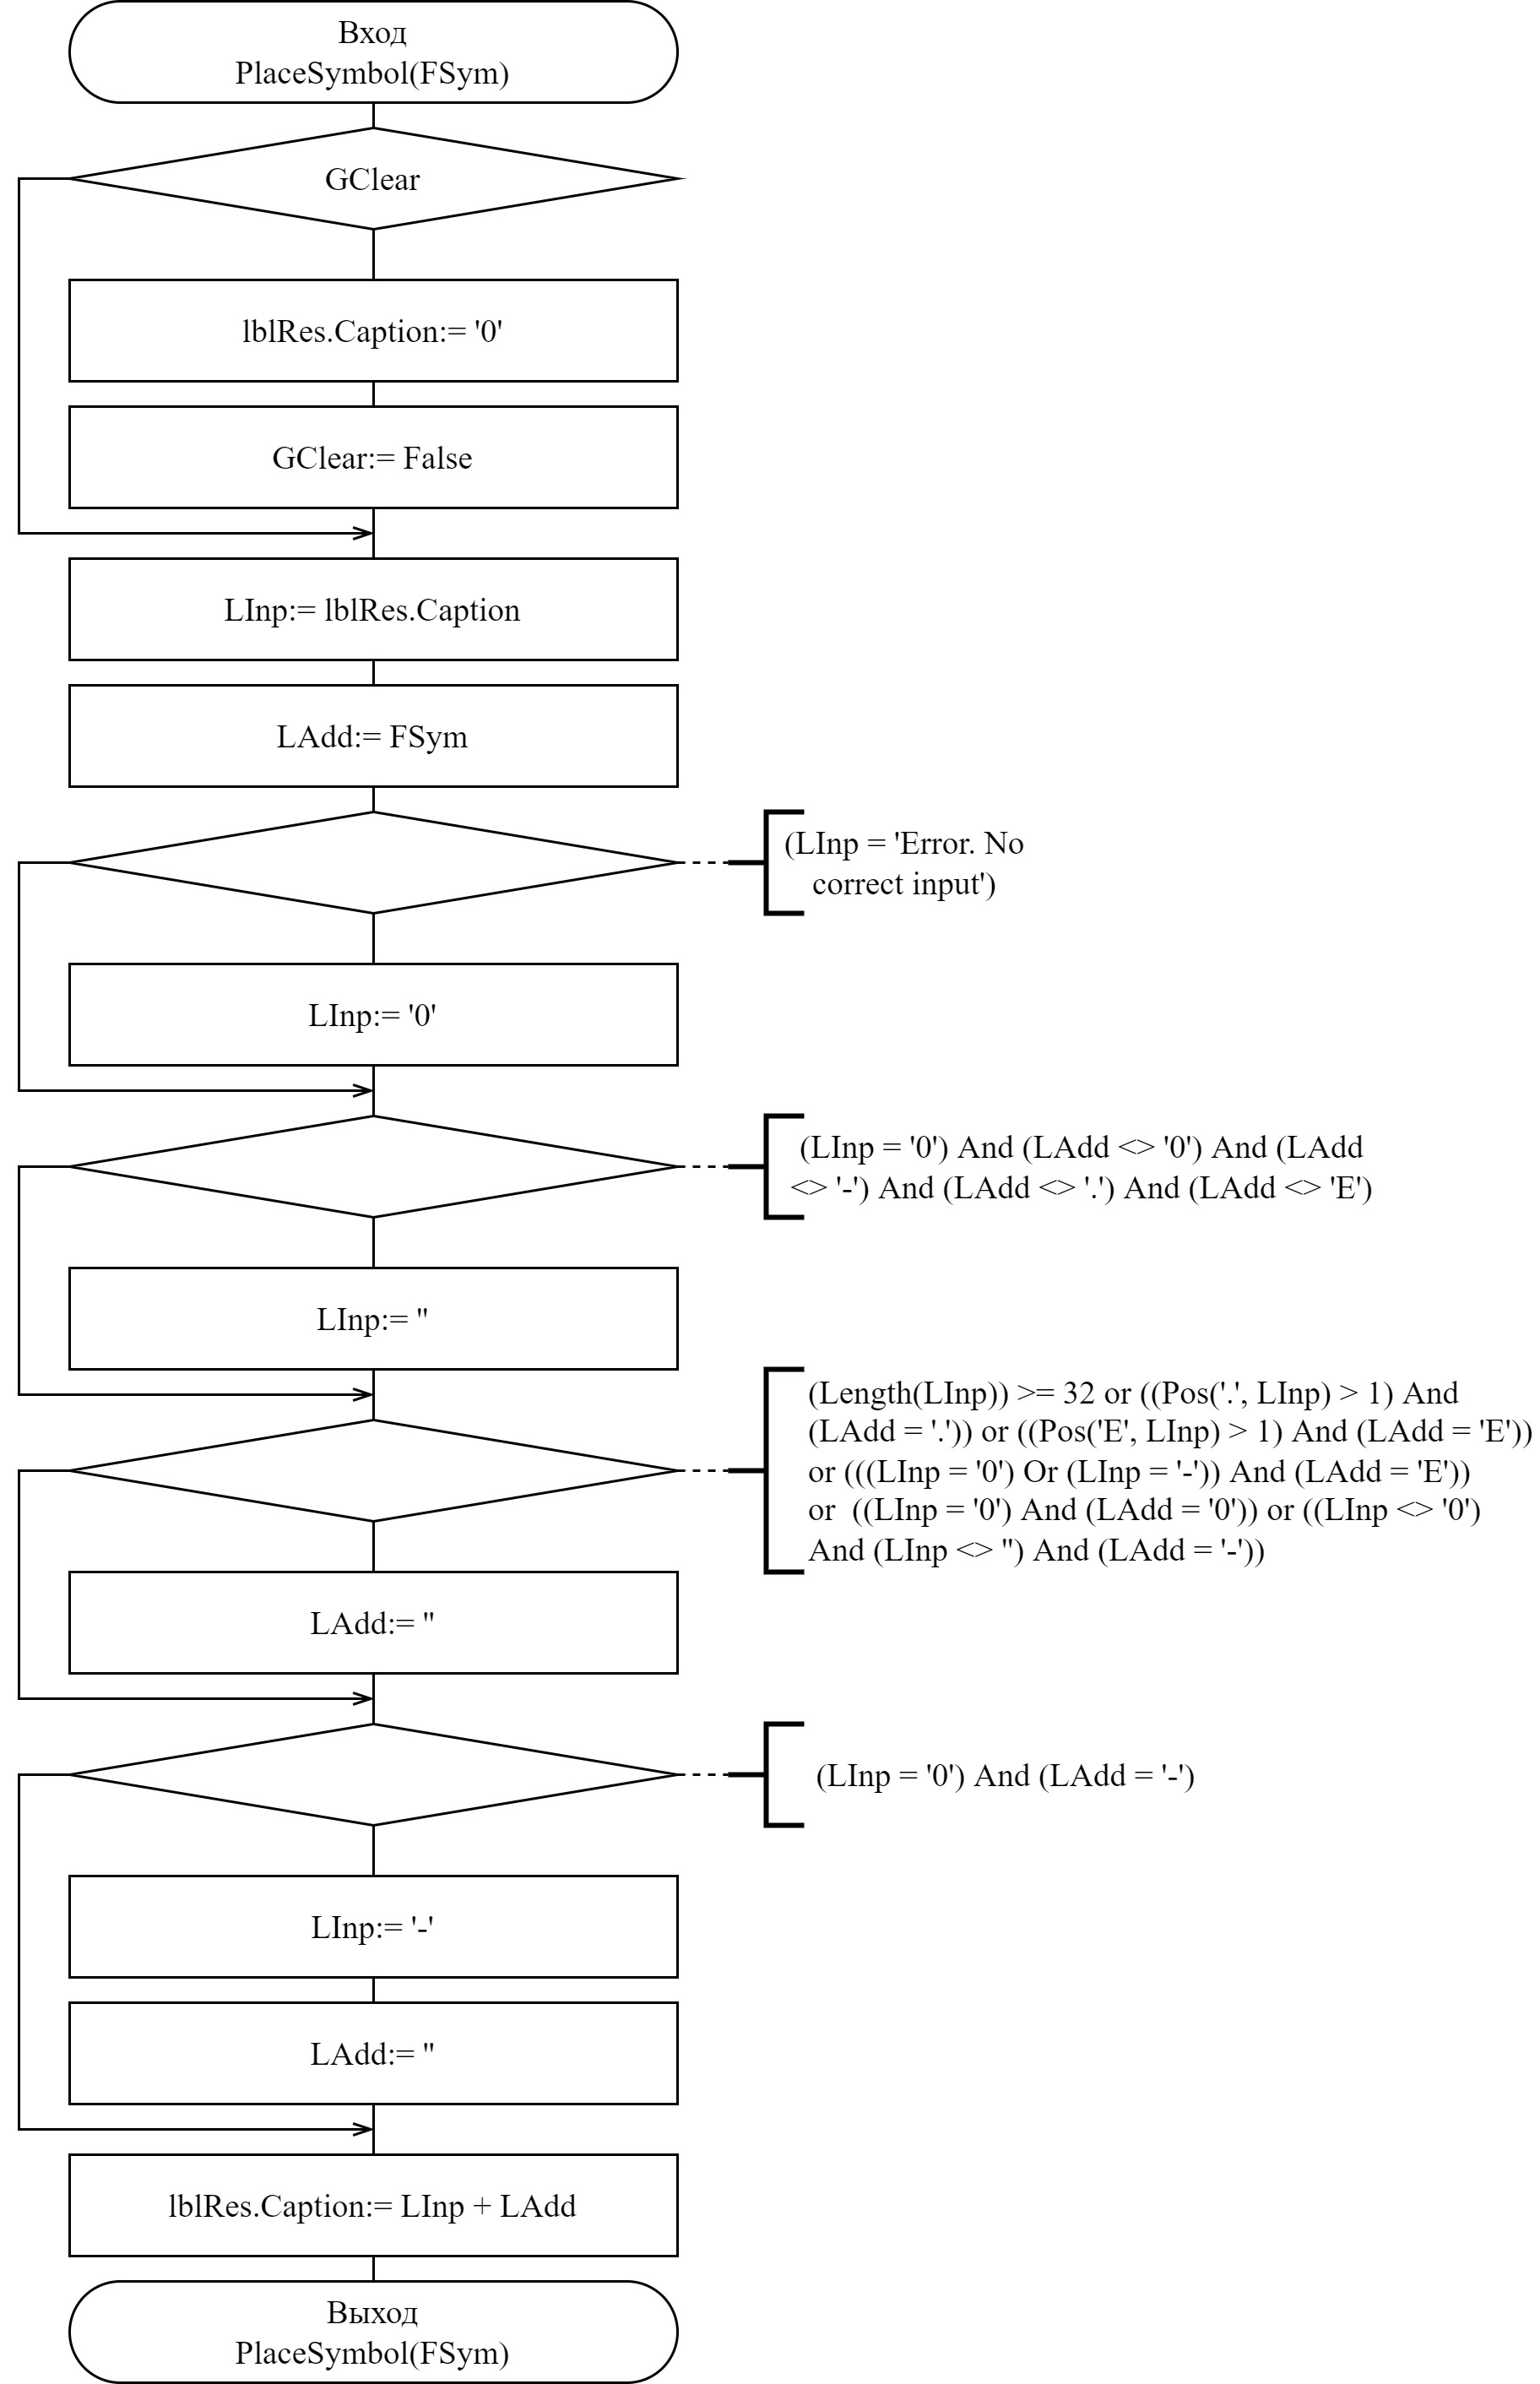 Вход
PlaceSymbol(FSym)
GClear
lblRes.Caption:= '0'
GClear:= False
LInp:= lblRes.Caption
LAdd:= FSym
(LInp = 'Error. No
correct input')
LInp:= '0'
(LInp = '0') And (LAdd <> '0') And (LAdd
<> '-') And (LAdd <> '.') And (LAdd <> 'E')
LInp:= ''
(Length(LInp)) >= 32 or ((Pos('.', LInp) > 1) And
(LAdd = '.')) or ((Pos('E', LInp) > 1) And (LAdd = 'E'))
or (((LInp = '0') Or (LInp = '-')) And (LAdd = 'E'))
or  ((LInp = '0') And (LAdd = '0')) or ((LInp <> '0')
And (LInp <> '') And (LAdd = '-'))
LAdd:= ''
(LInp = '0') And (LAdd = '-')
LInp:= '-'
LAdd:= ''
lblRes.Caption:= LInp + LAdd
Выход
PlaceSymbol(FSym)